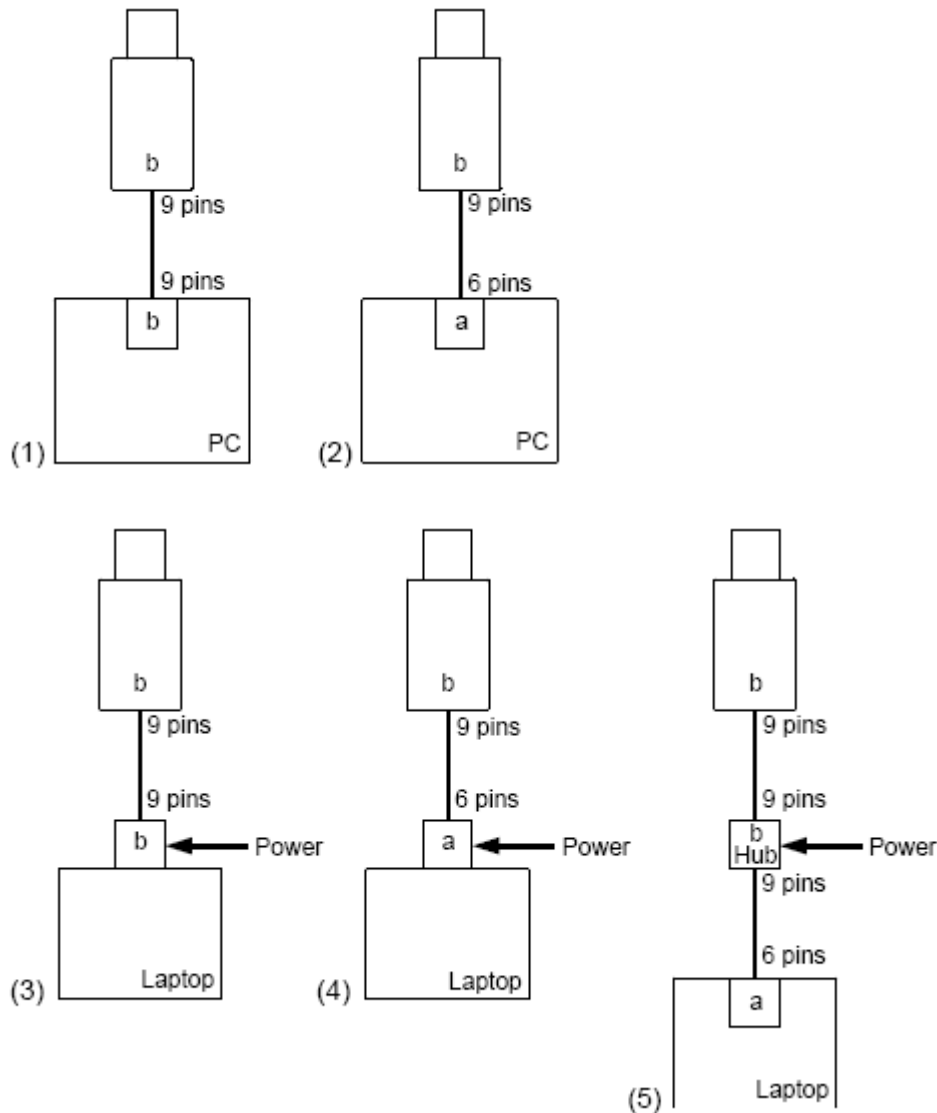 b
9 pins
9 pins
b
PC
(1)
b
9 pins
6 pins
a
PC
(2)
b
9 pins
9 pins
b
Power
Laptop
(3)
b
9 pins
6 pins
a
Power
Laptop
(4)
b
9 pins
9 pins
b
Hub
Power
9 pins
6 pins
a
Laptop
(5)